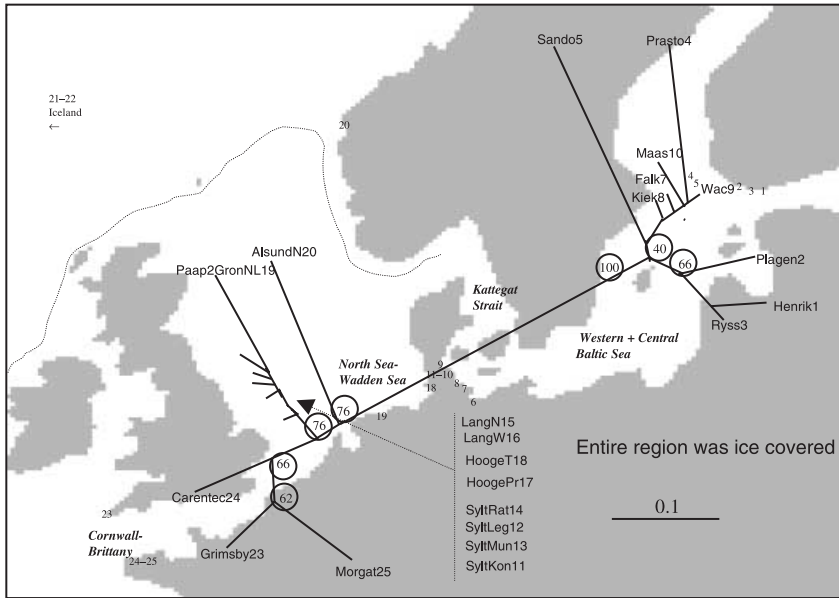 Sando5
Prasto4
21–22
Iceland
←
20
Maas10
Falk7
Kiek8
4
5
Wac9
2
3
1
AlsundN20
Paap2GronNL19
40
100
66
Plagen2
Kattegat
Strait
Henrik1
Ryss3
Western + Central
Baltic Sea
North Sea-
Wadden Sea
9
11–10
18
8
7
6
76
76
19
LangN15
LangW16
HoogeT18
HoogePr17
SyltRat14
SyltLeg12
SyltMun13
SyltKon11
Entire region was ice covered
0.1
66
62
Carentec24
23
Cornwall-
Brittany
Grimsby23
24–25
Morgat25